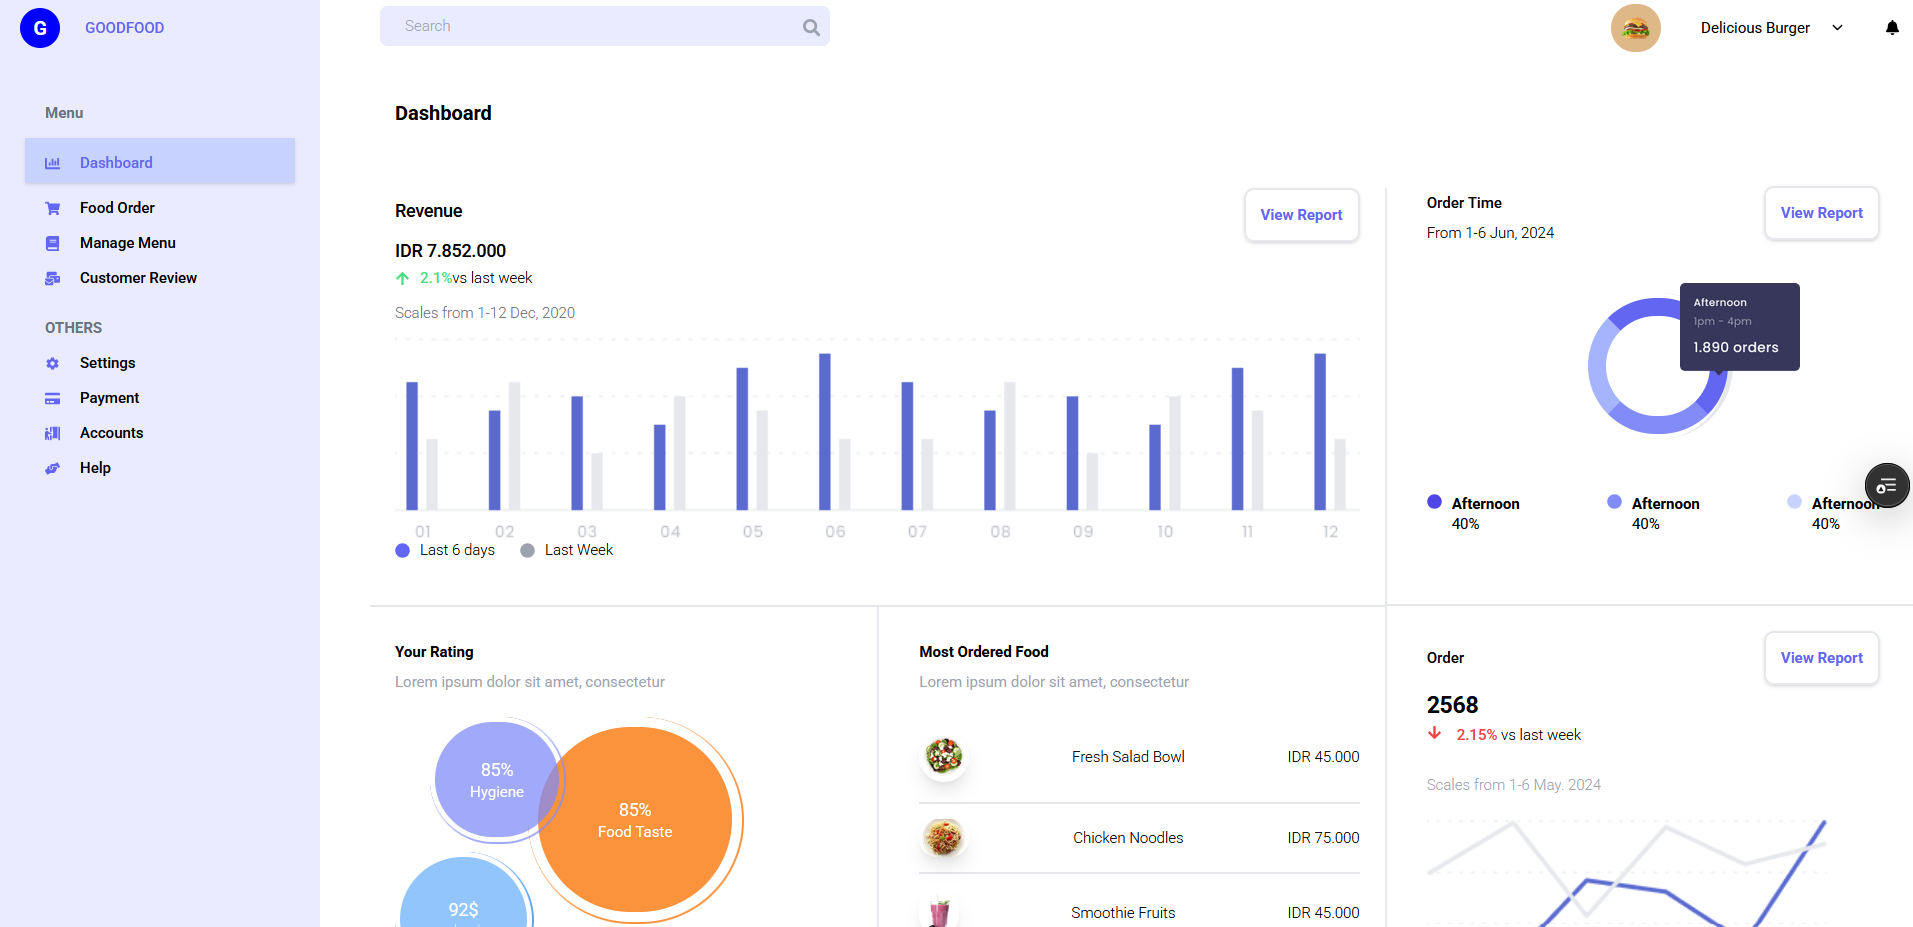 G GOODFOOD
Search
Delicious Burger
Menu
Dashboard
Food Order
Manage Menu
Customer Review
OTHERS
Settings
Payment
Accounts
Help
Dashboard
Revenue
View Report
IDR 7.852.000
2.1%vs last week
Scales from 1-12 Dec, 2020
01 02 03 04 05 06 07 08 09 10 11 12
Last 6 days Last Week
Order Time
View Report
From 1-6 Jun, 2024
Afternoon
1pm - 4pm
1.890 orders
Afternoon
40%
Afternoon
40%
Afternoon
40%
Your Rating
Lorem ipsum dolor sit amet, consectetur
85%
Hygiene
85%
Food Taste
92$
Most Ordered Food
Lorem ipsum dolor sit amet, consectetur
Fresh Salad Bowl IDR 45.000
Chicken Noodles IDR 75.000
Smoothie Fruits IDR 45.000
Order
View Report
2568
2.15% vs last week
Scales from 1-6 May. 2024